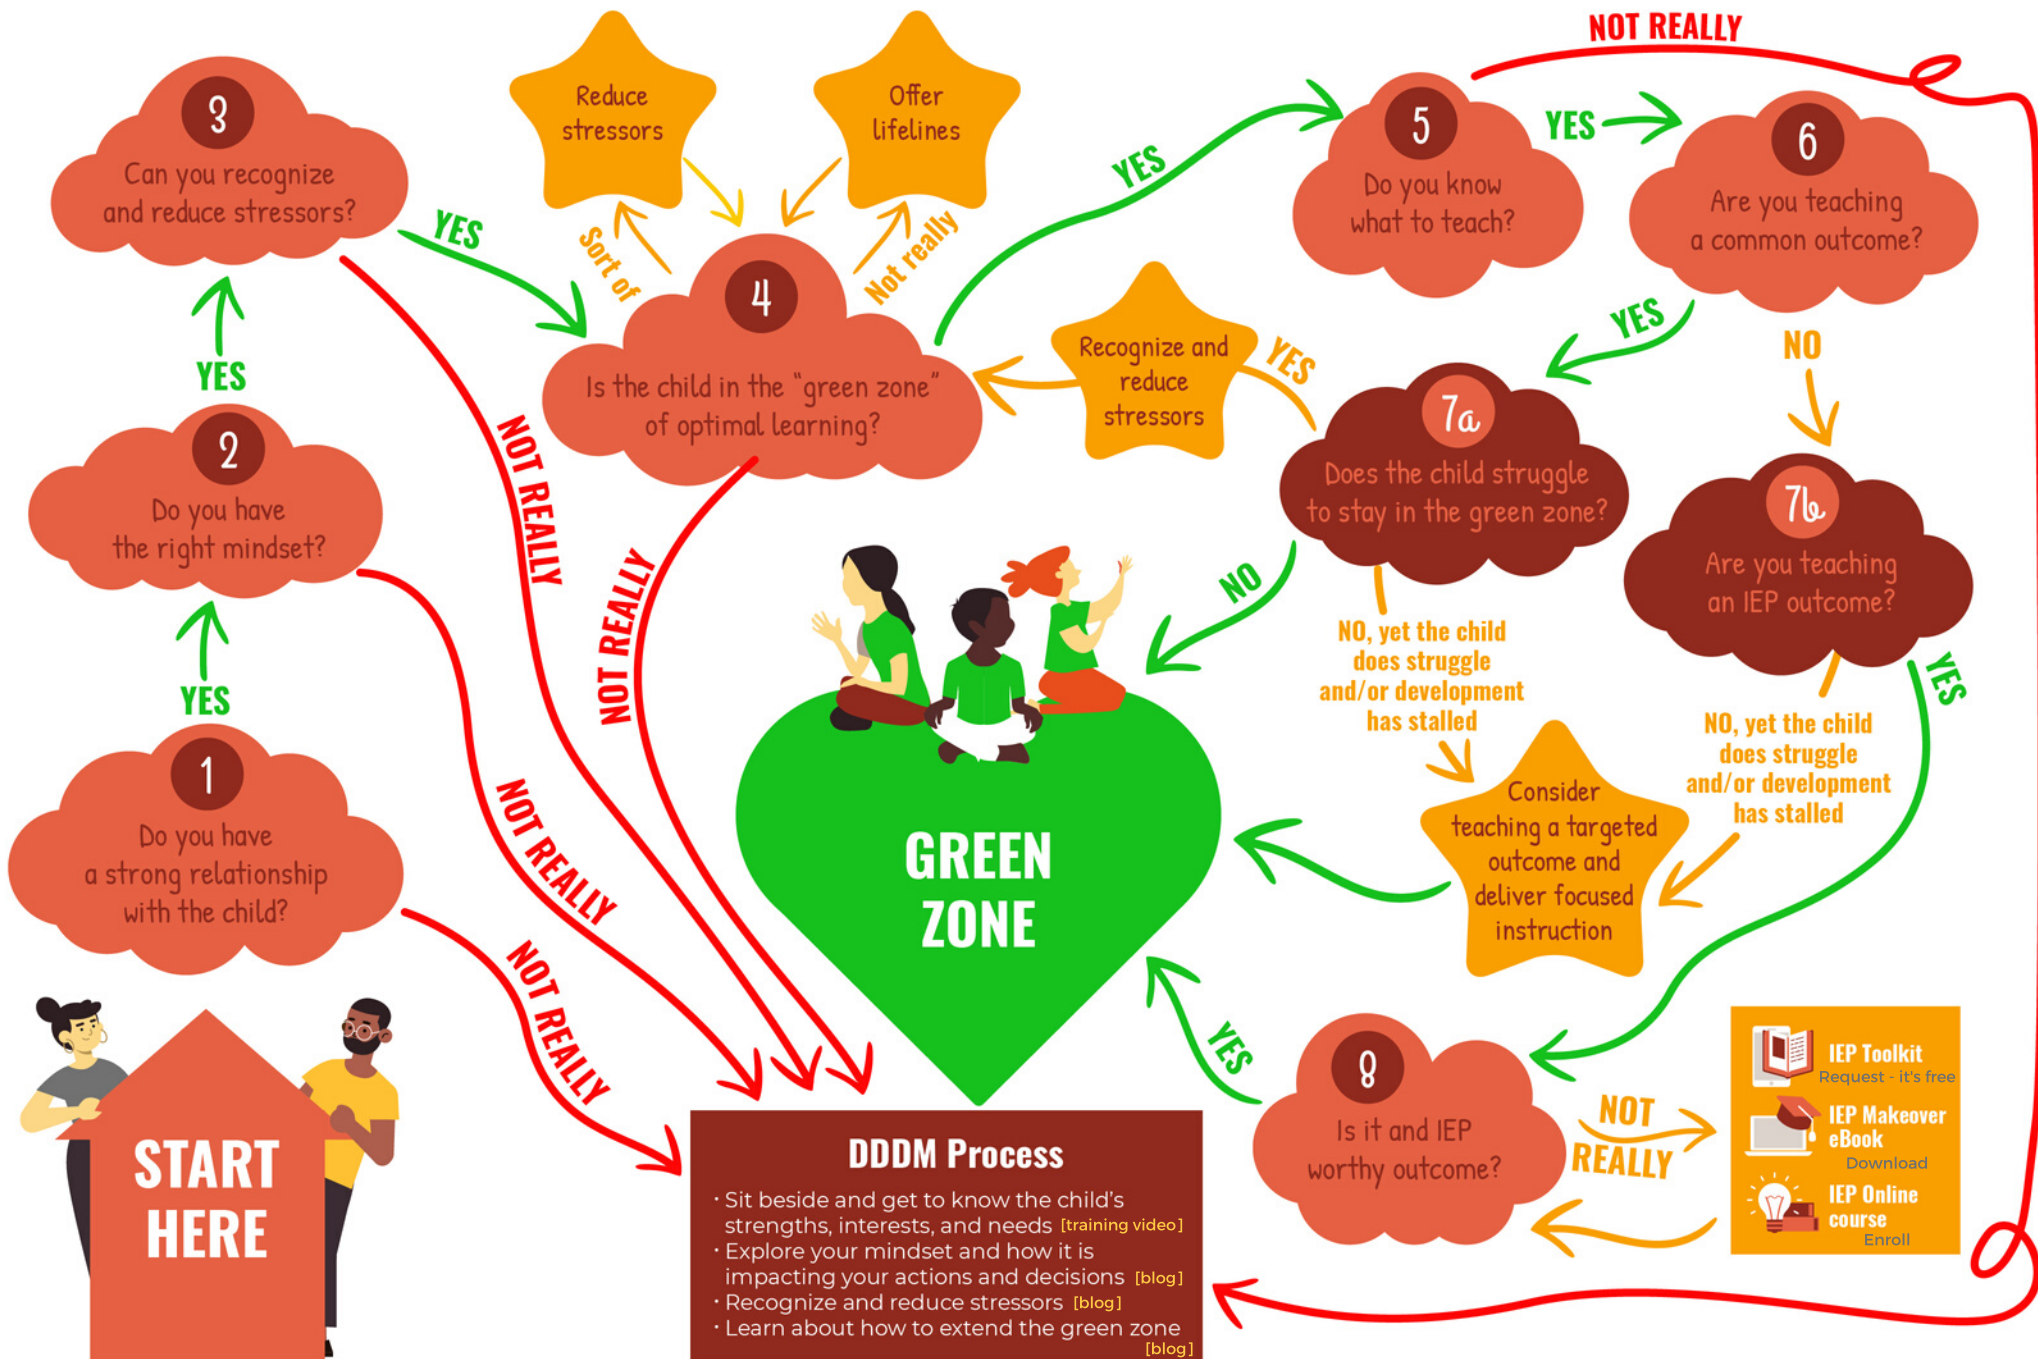 START
HERE
1
Do you have
a strong relationship
with the child?
YES
NOT REALLY
2
Do you have
the right mindset?
YES
NOT REALLY
3
Can you recognize
and reduce stressors?
YES
NOT REALLY
4
Is the child in the "green zone"
of optimal learning?
Sort of
Reduce
stressors
Not really
Offer
lifelines
NOT REALLY
YES
5
Do you know
what to teach?
NOT REALLY
YES
6
Are you teaching
a common outcome?
YES
NO
7a
Does the child struggle
to stay in the green zone?
YES
Recognize and
reduce
stressors
NO
NO, yet the child
does struggle
and/or development
has stalled
7b
Are you teaching
an IEP outcome?
NO, yet the child
does struggle
and/or development
has stalled
YES
Consider
teaching a targeted
outcome and
deliver focused
instruction
8
Is it and IEP
worthy outcome?
YES
NOT
REALLY
IEP Toolkit
Request - it's free
IEP Makeover
eBook
Download
IEP Online
course
Enroll
GREEN
ZONE
DDDM Process
· Sit beside and get to know the child's
strengths, interests, and needs [training video]
· Explore your mindset and how it is
impacting your actions and decisions [blog]
· Recognize and reduce stressors [blog]
· Learn about how to extend the green zone
[blog]